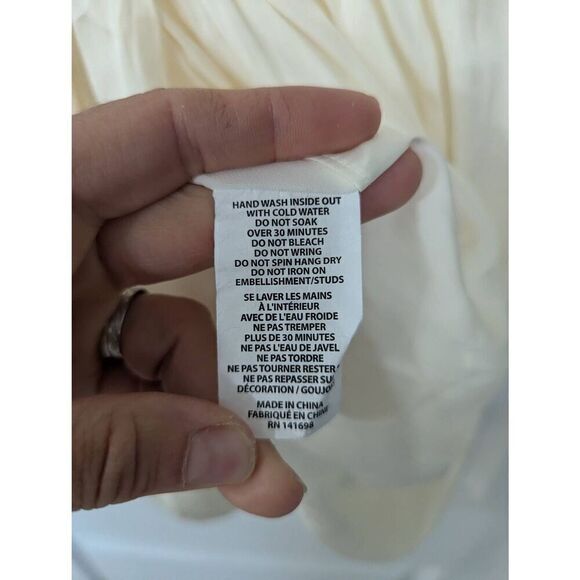 HAND WASH INSIDE OUT
WITH COLD WATER
DO NOT SOAK
OVER 30 MINUTES
DO NOT BLEACH
DO NOT WRING
DO NOT SPIN HANG DRY
DO NOT IRON ON
EMBELLISHMENT/STUDS
SE LAVER LES MAINS
À L'INTÉRIEUR
AVEC DE L'EAU FROIDE
NE PAS TREMPER
PLUS DE 30 MINUTES
NE PAS L'EAU DE JAVEL
NE PAS TORDRE
NE PAS TOURNER RESTER
NE PAS REPASSER SUR
DÉCORATION /
MADE IN CHINA
FABRIQUÉ EN CHINE
RN 141698